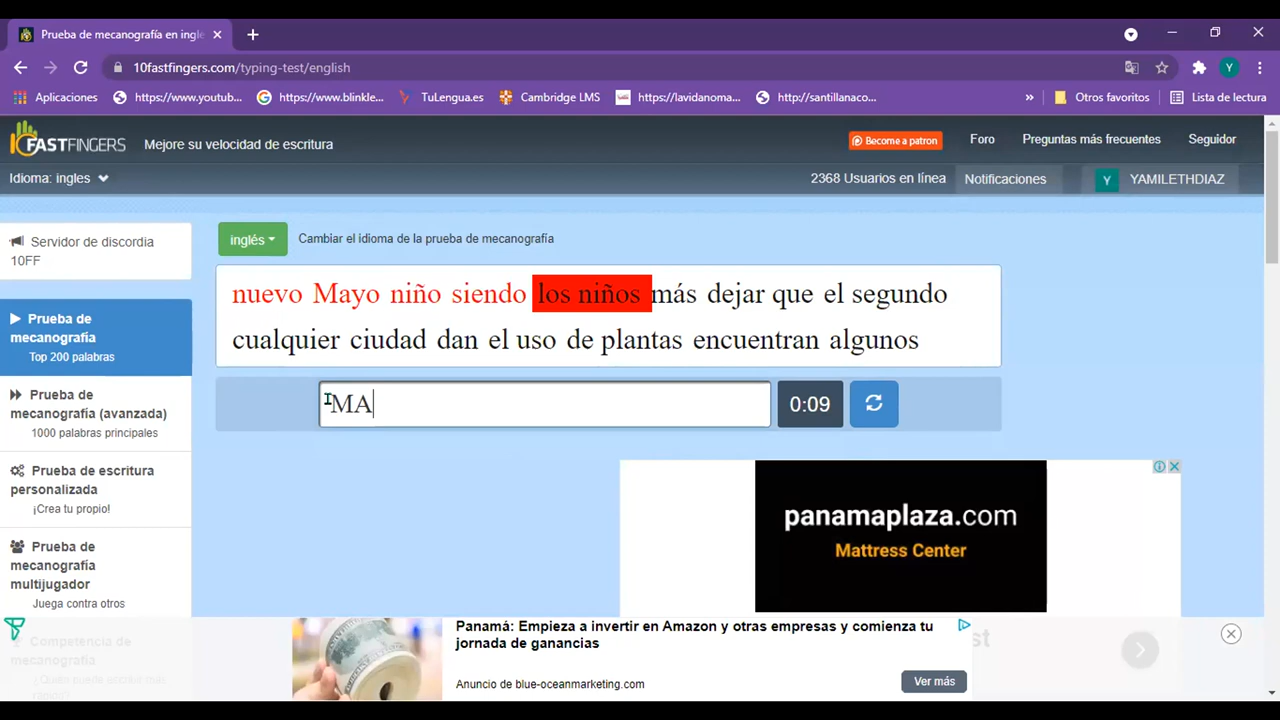 Prueba de mecanografía en ingle
10fastfingers.com/typing-test/english
Aplicaciones https://www.youtub... https://www.blinkle... TuLengua.es Cambridge LMS https://lavidanoma... http://santillanaco... » Otros favoritos Lista de lectura
FASTFINGERS Mejore su velocidad de escritura Become a patron Foro Preguntas más frecuentes Seguidor
Idioma: ingles 2368 Usuarios en línea Notificaciones Y YAMILETHDIAZ
Servidor de discordia
10FF
inglés Cambiar el idioma de la prueba de mecanografía
nuevo Mayo niño siendo los niños más dejar que el segundo
cualquier ciudad dan el uso de plantas encuentran algunos
MA 0:09
Prueba de
mecanografía
Top 200 palabras
Prueba de
mecanografía (avanzada)
1000 palabras principales
Prueba de escritura
personalizada
¡Crea tu propio!
Prueba de
mecanografía
multijugador
Juega contra otros
Competencia de
mecanografía
panamaplaza.com
Mattress Center
Panamá: Empieza a invertir en Amazon y otras empresas y comienza tu
jornada de ganancias
Anuncio de blue-oceanmarketing.com
Ver más